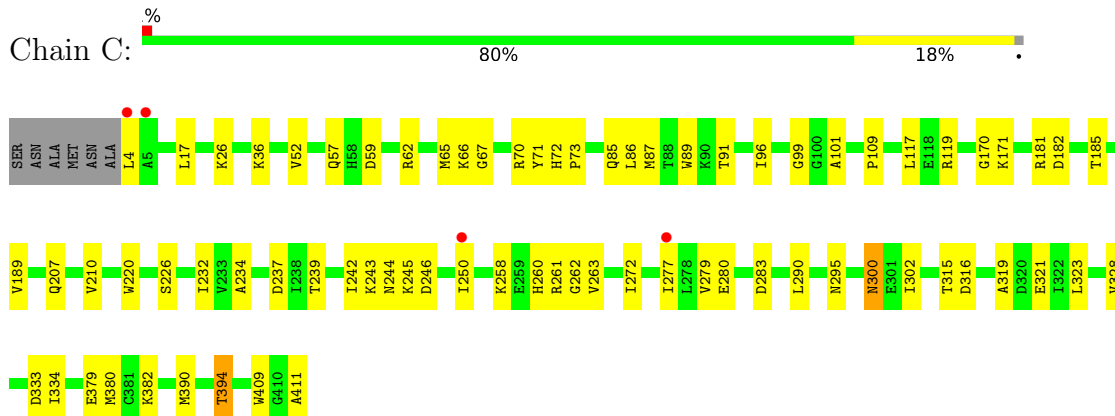 %
Chain C:
80%
18%
SER ASN ALA MET ASN ALA L4 A5 L17 K26 K36 V52 Q57 H58 D59 R62 M65 K66 G67 R70 Y71 H72 P73 Q85 L86 M87 T88 W89 K90 T91 I96 G99 G100 A101 P109 L117 E118 R119 G170 K171 R181 D182 T185
V189 Q207 V210 W220 S226 I232 V233 A234 D237 I238 T239 I242 K243 N244 K245 D246 I250 K258 E259 H260 R261 G262 V263 I272 I277 L278 V279 E280 D283 L290 N295 N300 E301 I302 T315 D316 A319 D320 E321 I322 L323
D333 I334 E379 M380 C381 K382 M390 T394 W409 G410 A411